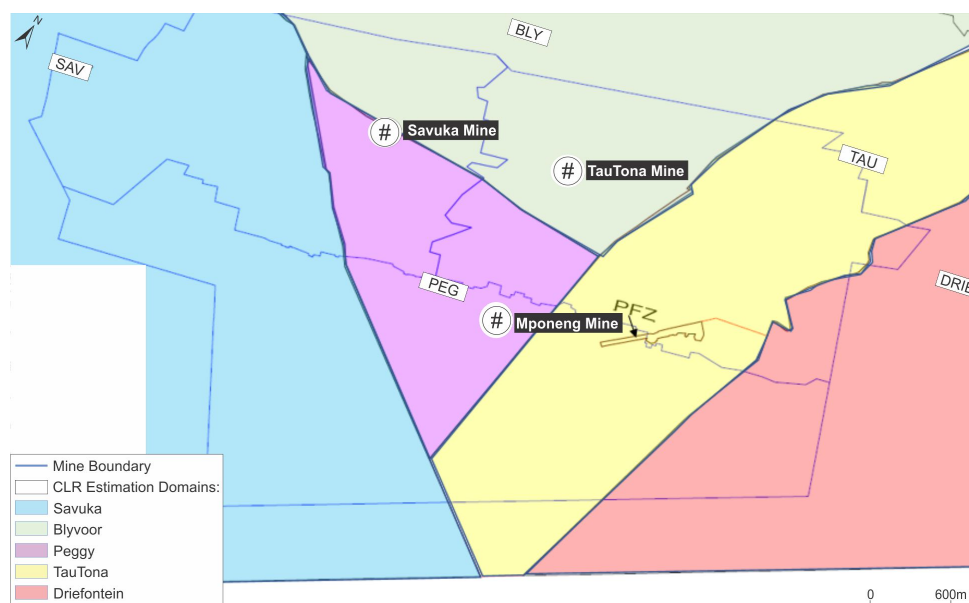 N
BLY
SAV
# Savuka Mine
TAU
# TauTona Mine
DRIE
PEG
PFZ
# Mponeng Mine
Mine Boundary
CLR Estimation Domains:
Savuka
Blyvoor
Peggy
TauTona
Driefontein
0 600m